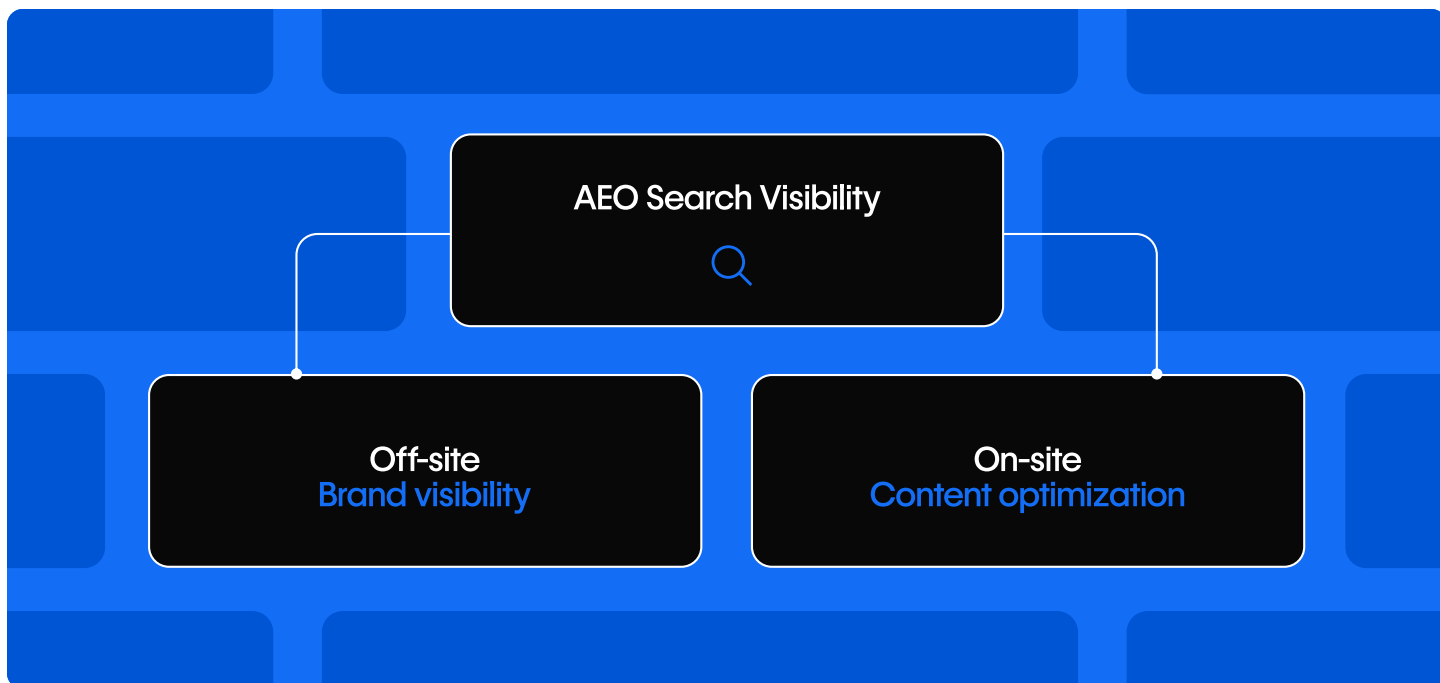 AEO Search Visibility
Off-site
Brand visibility
On-site
Content optimization